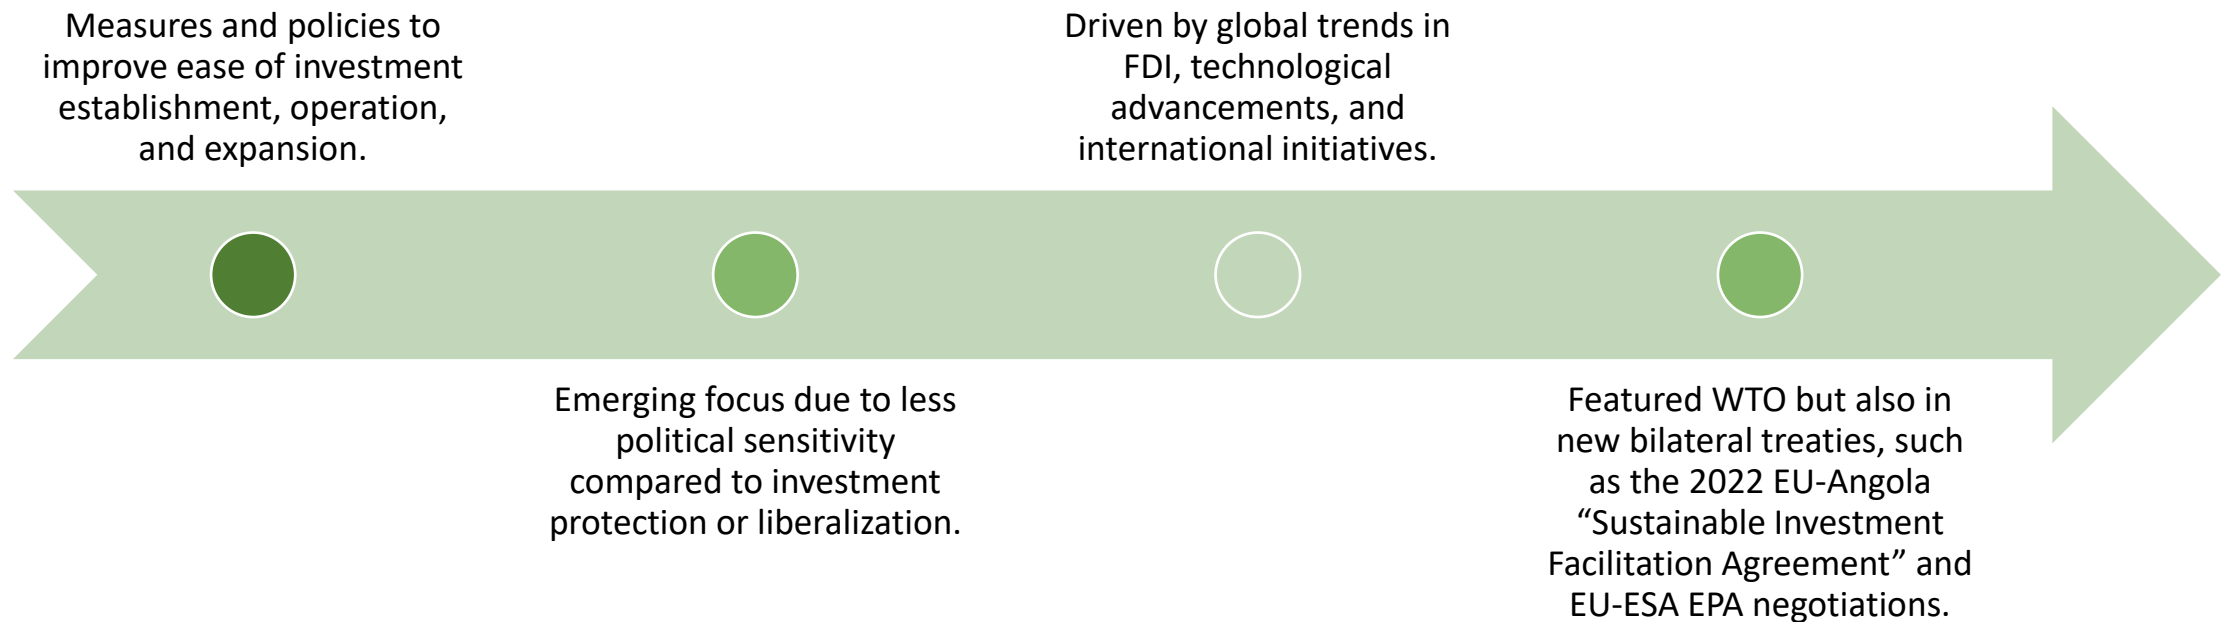 Measures and policies to
improve ease of investment
establishment, operation,
and expansion.
Emerging focus due to less
political sensitivity
compared to investment
protection or liberalization.
Driven by global trends in
FDI, technological
advancements, and
international initiatives.
Featured WTO but also in
new bilateral treaties, such
as the 2022 EU-Angola
“Sustainable Investment
Facilitation Agreement” and
EU-ESA EPA negotiations.